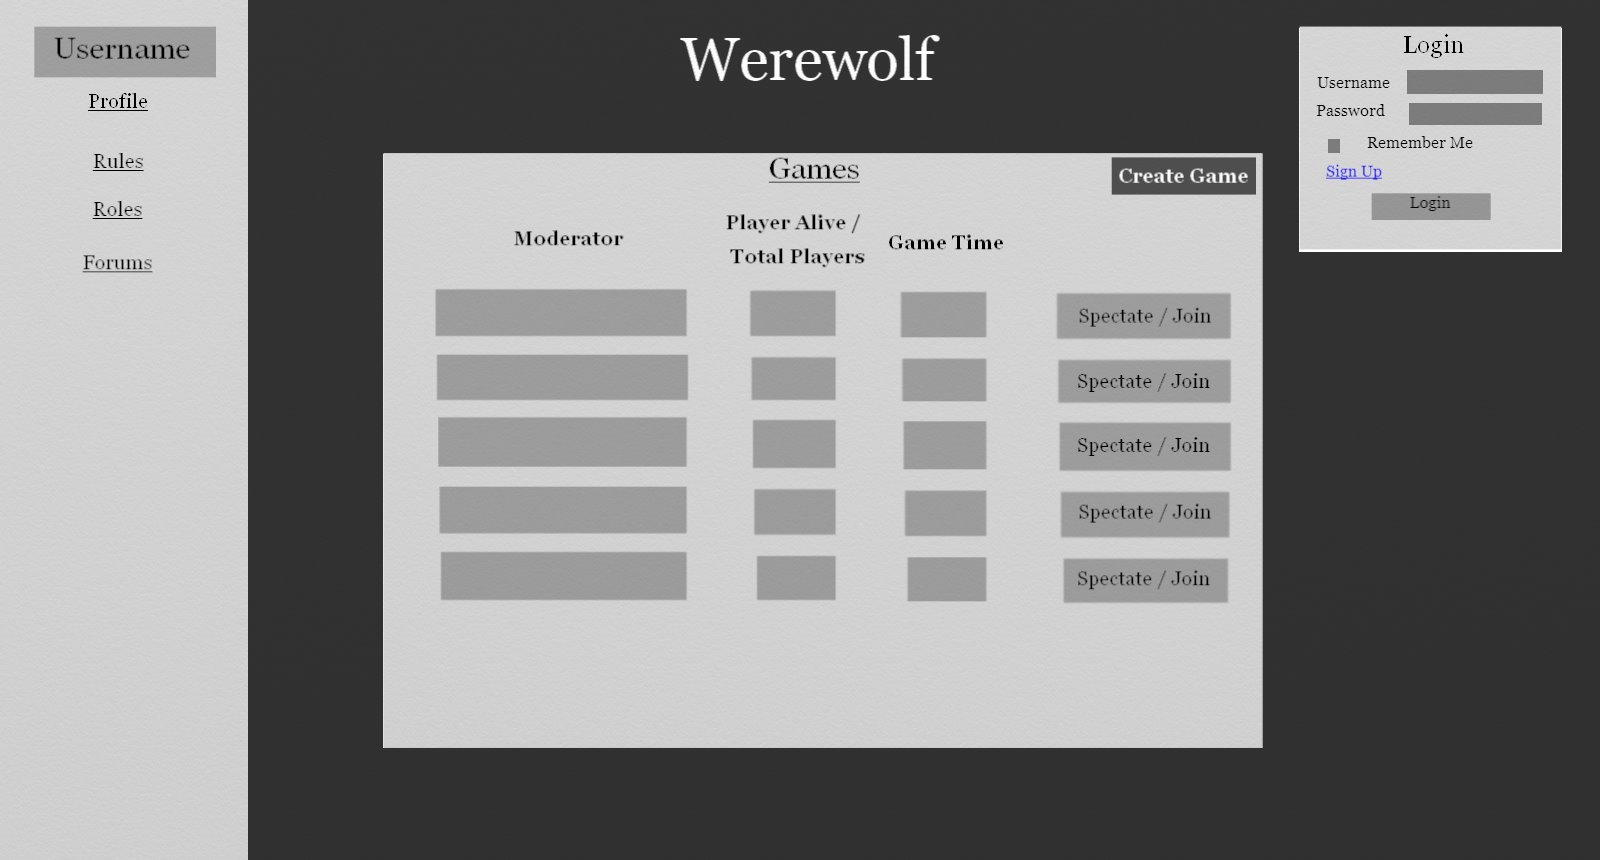 Username
Profile
Rules
Roles
Forums
Werewolf
Games
Create Game
Moderator
Player Alive /
Total Players
Game Time
Spectate / Join
Spectate / Join
Spectate / Join
Spectate / Join
Spectate / Join
Login
Username
Password
Remember Me
Sign Up
Login